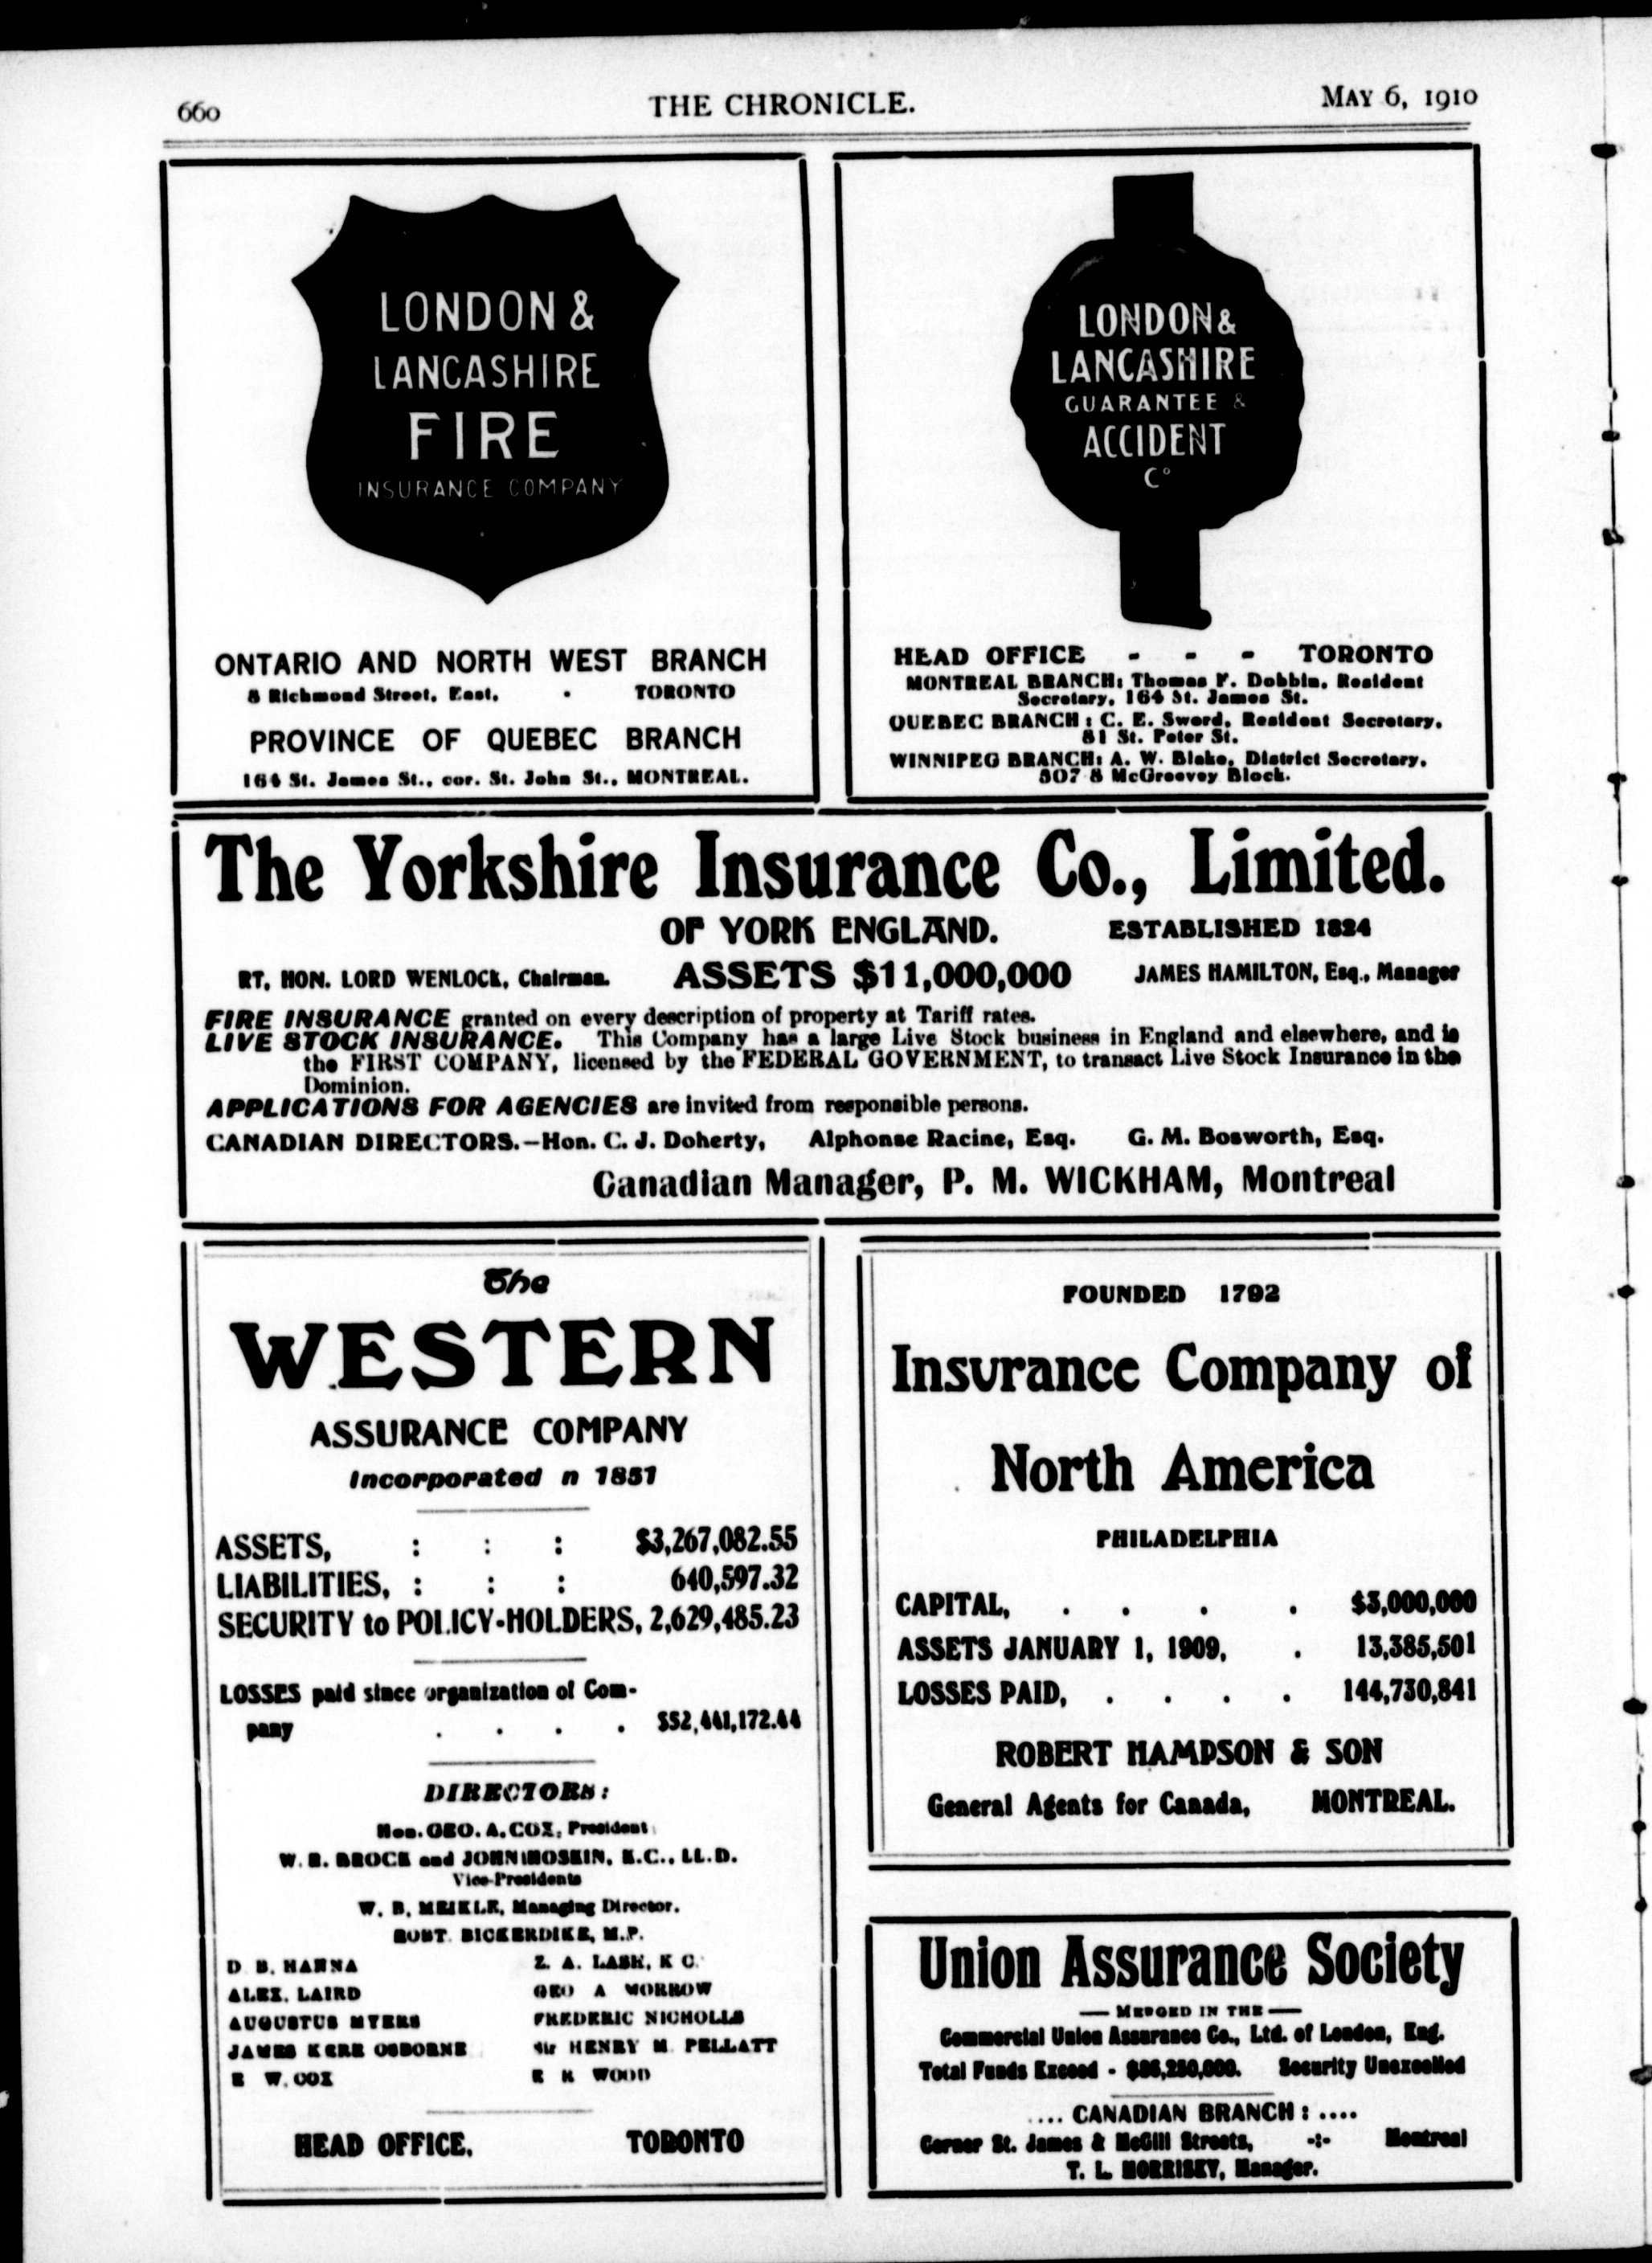 660
THE CHRONICLE.
MAY 6, 1910
LONDON &
LANCASHIRE
FIRE
INSURANCE COMPANY
ONTARIO AND NORTH WEST BRANCH
8 Richmond Street, East, . TORONTO
PROVINCE OF QUEBEC BRANCH
164 St. James St., cor. St. John St., MONTREAL.
LONDON &
LANCASHIRE
GUARANTEE &
ACCIDENT
Co
HEAD OFFICE - - - TORONTO
MONTREAL BRANCH: Thomas F. Dobbin, Resident
Secretary, 164 St. James St.
QUEBEC BRANCH: C. E. Sword, Resident Secretary,
81 St. Peter St.
WINNIPEG BRANCH: A. W. Blake, District Secretary,
507-8 McGreevey Block.
The Yorkshire Insurance Co., Limited.
OF YORK ENGLAND. ESTABLISHED 1824
RT. HON. LORD WENLOCK, Chairman. ASSETS $11,000,000 JAMES HAMILTON, Esq., Manager
FIRE INSURANCE granted on every description of property at Tariff rates.
LIVE STOCK INSURANCE. This Company has a large Live Stock business in England and elsewhere, and is
the FIRST COMPANY, licensed by the FEDERAL GOVERNMENT, to transact Live Stock Insurance in the
Dominion.
APPLICATIONS FOR AGENCIES are invited from responsible persons.
CANADIAN DIRECTORS.—Hon. C. J. Doherty, Alphonse Racine, Esq. G. M. Bosworth, Esq.
Canadian Manager, P. M. WICKHAM, Montreal
The
WESTERN
ASSURANCE COMPANY
Incorporated n 1851
ASSETS, : : : $3,267,082.55
LIABILITIES, : : : 640,597.32
SECURITY to POLICY-HOLDERS, 2,629,485.23
LOSSES paid since organization of Com-
pany . . . . $52,441,172.44
DIRECTORS:
Hon. GEO. A. COX, President
W. R. BROCK and JOHN HOSKIN, K.C., LL.D.
Vice-Presidents
W. B. MEIKLE, Managing Director.
ROBT. BICKERDIKE, M.P.
D. B. HANNA Z. A. LASH, K C.
ALEX. LAIRD GEO A MORROW
AUGUSTUS MYERS FREDERIC NICHOLLS
JAMES KERR OSBORNE Sir HENRY M. PELLATT
E W. COX E R WOOD
HEAD OFFICE, TORONTO
FOUNDED 1792
Insurance Company of
North America
PHILADELPHIA
CAPITAL, . . . . $3,000,000
ASSETS JANUARY 1, 1909, . 13,385,501
LOSSES PAID, . . . . 144,730,841
ROBERT HAMPSON & SON
General Agents for Canada, MONTREAL.
Union Assurance Society
— MERGED IN THE —
Commercial Union Assurance Co., Ltd. of London, Eng.
Total Funds Exceed - $86,250,000. Security Unexcelled
.... CANADIAN BRANCH: ....
Corner St. James & McGill Streets, -:- Montreal
T. L. MORRISEY, Manager.